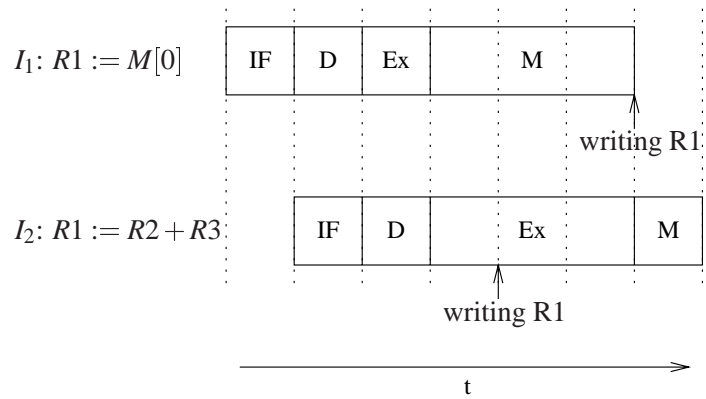 I₁: R1 := M[0] IF D Ex M
writing R1
I₂: R1 := R2 + R3 IF D Ex M
writing R1
t